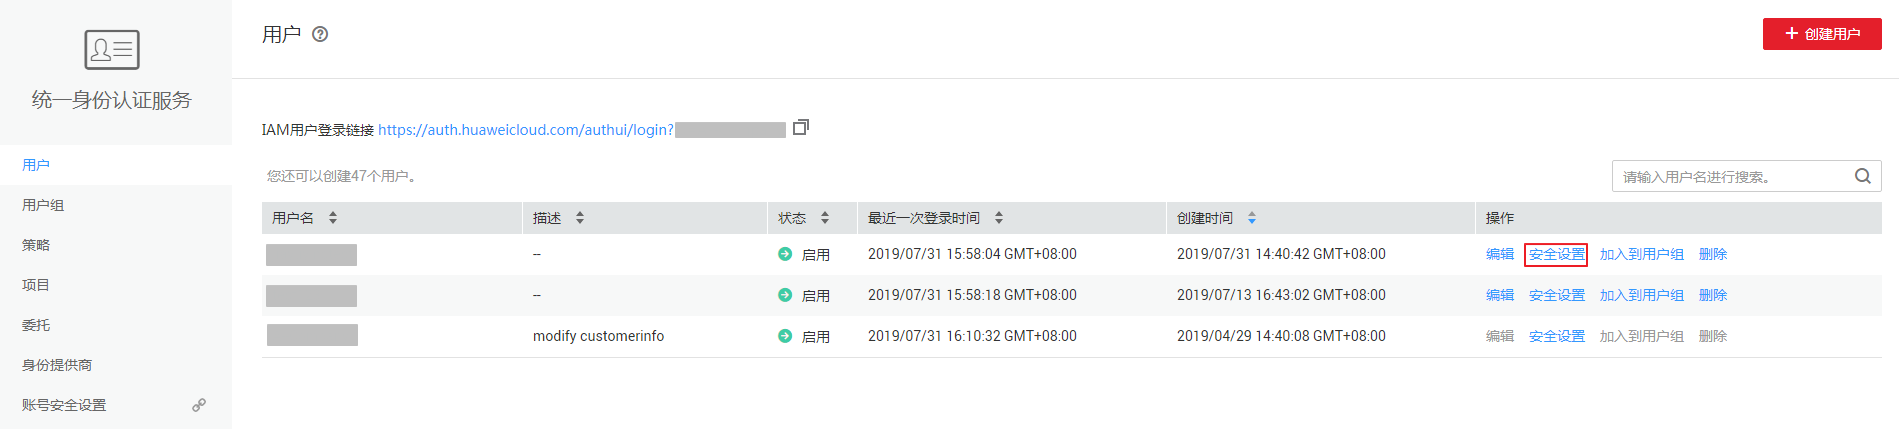 统一身份认证服务
用户
用户组
策略
项目
委托
身份提供商
账号安全设置
用户 ?
+ 创建用户
IAM用户登录链接 https://auth.huaweicloud.com/authui/login?
您还可以创建47个用户。
请输入用户名进行搜索。
用户名 描述 状态 最近一次登录时间 创建时间 操作
-- 启用 2019/07/31 15:58:04 GMT+08:00 2019/07/31 14:40:42 GMT+08:00 编辑 安全设置 加入到用户组 删除
-- 启用 2019/07/31 15:58:18 GMT+08:00 2019/07/13 16:43:02 GMT+08:00 编辑 安全设置 加入到用户组 删除
modify customerinfo 启用 2019/07/31 16:10:32 GMT+08:00 2019/04/29 14:40:08 GMT+08:00 编辑 安全设置 加入到用户组 删除